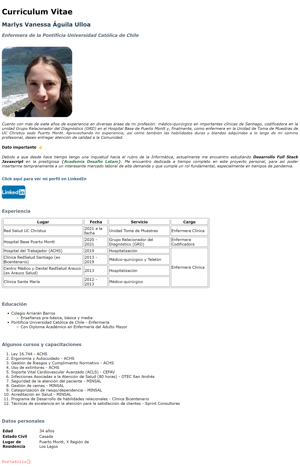 Curriculum Vitae
Marlys Vanessa Águila Ulloa
Enfermera de la Pontificia Universidad Católica de Chile
Cuento con más de siete años de experiencia en diversas áreas de mi profesión: médico-quirúrgico en importantes clínicas de Santiago, codificadora en la
unidad Grupo Relacionador del Diagnóstico (GRD) en el Hospital Base de Puerto Montt y, finalmente, como enfermera en la Unidad de Toma de Muestras de
UC Christus sede Puerto Montt. Aprovechando mi experiencia, así como también las habilidades duras y blandas adquiridas a lo largo de mi camino
profesional, deseo entregar atención de calidad a la Comunidad.
Dato importante
Debido a que desde hace tiempo tengo una inquietud hacia el rubro de la Informática, actualmente me encuentro estudiando Desarrollo Full Stack
Javascript en la prestigiosa {Academia Desafío Latam}. Me encuentro dedicada a tiempo completo en este proyecto personal, para así poder
insertarme tempranamente a un interesante mercado laboral de alta demanda y que cumple un rol fundamental, especialmente en tiempos de pandemia.
Click aquí para ver mi perfil en LinkedIn
LinkedIn
Experiencia
Lugar Fecha Servicio Cargo
Red Salud UC Christus 2021 a la fecha Unidad Toma de Muestras Enfermera Clínica
Hospital Base Puerto Montt 2020 - 2021 Grupo Relacionador del Diagnóstico (GRD) Enfermera Codificadora
Hospital del Trabajador (ACHS) 2019 Hospitalización Enfermera Clínica
Clínica RedSalud Santiago (ex Bicentenario) 2013 - 2019 Médico-quirúrgico y Teletón
Centro Médico y Dental RedSalud Arauco (ex Arauco Salud) 2013 Hospitalización
Clínica Santa María 2012 - 2013 Médico-quirúrgico
Educación
Colegio Arriarán Barros
Enseñanza pre-básica, básica y media
Pontificia Universidad Católica de Chile - Enfermería
Con Diploma Académico en Enfermería del Adulto Mayor
Algunos cursos y capacitaciones
1. Ley 16.744 - ACHS
2. Ergonomía y Autocuidado - ACHS
3. Gestión de Riesgos y Cumplimiento Normativo - ACHS
4. Uso de extintores - ACHS
5. Soporte Vital Cardiovascular Avanzado (ACLS) - CEFAV
6. Infecciones Asociadas a la Atención de Salud (80 horas) - OTEC San Andrés
7. Seguridad de la atención del paciente - MINSAL
8. Gestión de camas - MINSAL
9. Categorización de riesgo/dependencia - MINSAL
10. Acreditación en Salud - MINSAL
11. Programa de Desarrollo de habilidades relacionales - Clínica Bicentenario
12. Técnicas de excelencia en la atención para la satisfacción de clientes - Sprint Consultores
Datos personales
Edad 34 años
Estado Civil Casada
Lugar de Residencia Puerto Montt, X Región de Los Lagos